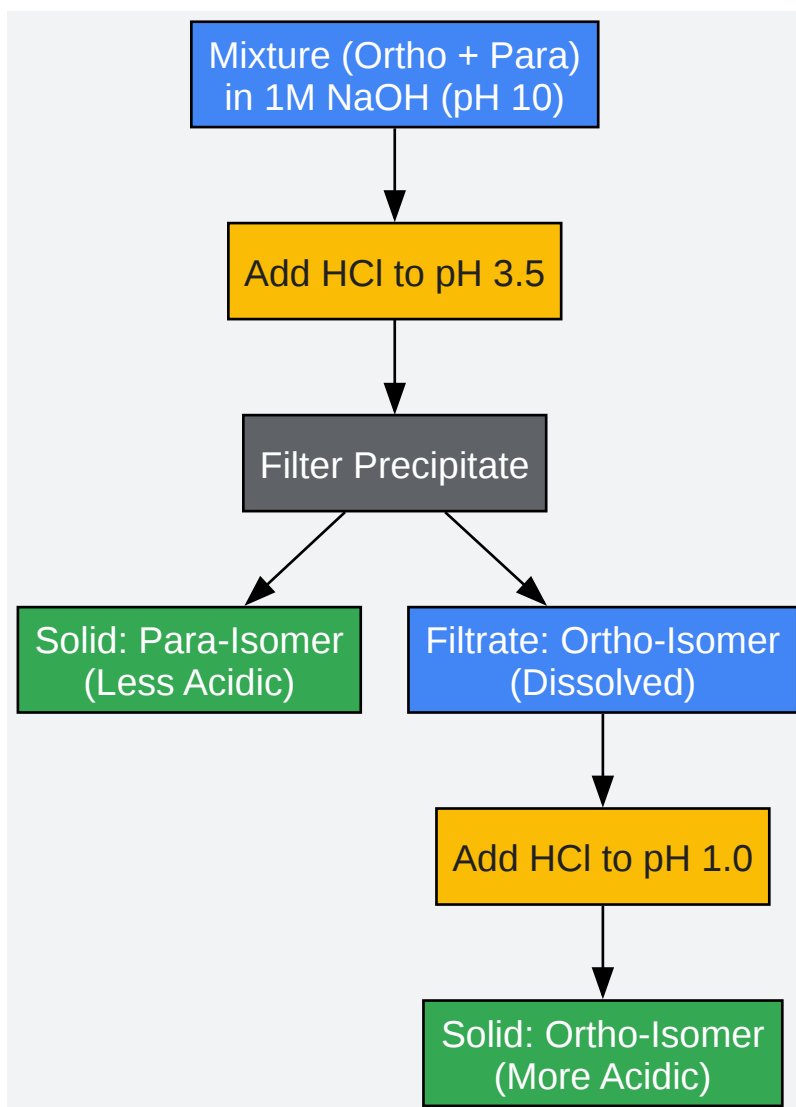 Mixture (Ortho + Para)
in 1M NaOH (pH 10)
Add HCl to pH 3.5
Filter Precipitate
Solid: Para-Isomer
(Less Acidic)
Filtrate: Ortho-Isomer
(Dissolved)
Add HCl to pH 1.0
Solid: Ortho-Isomer
(More Acidic)